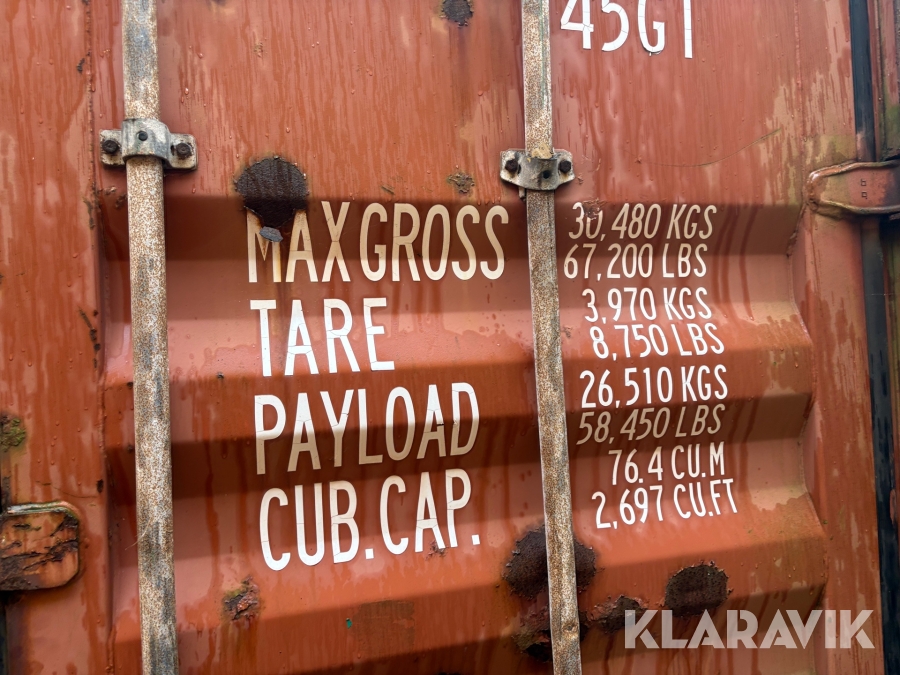 45G1
MAX GROSS 30,480 KGS
67,200 LBS
TARE 3,970 KGS
8,750 LBS
PAYLOAD 26,510 KGS
58,450 LBS
CUB.CAP. 76.4 CU.M
2,697 CU.FT
KLARAVIK